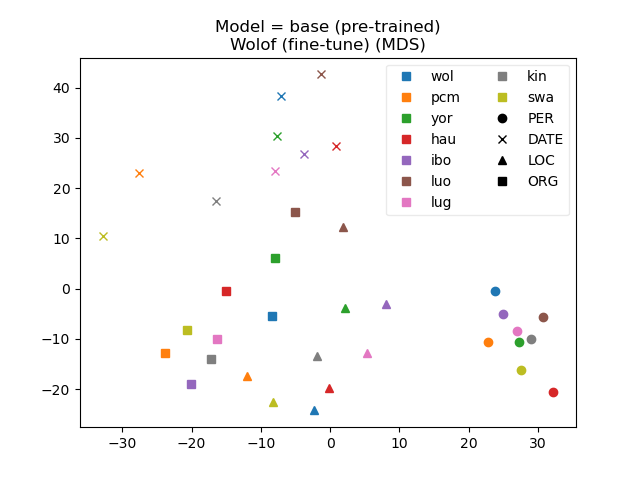 Model = base (pre-trained)
Wolof (fine-tune) (MDS)
40
30
20
10
0
−10
−20
−30
−20
−10
0
10
20
30
wol
pcm
yor
hau
ibo
luo
lug
kin
swa
PER
DATE
LOC
ORG